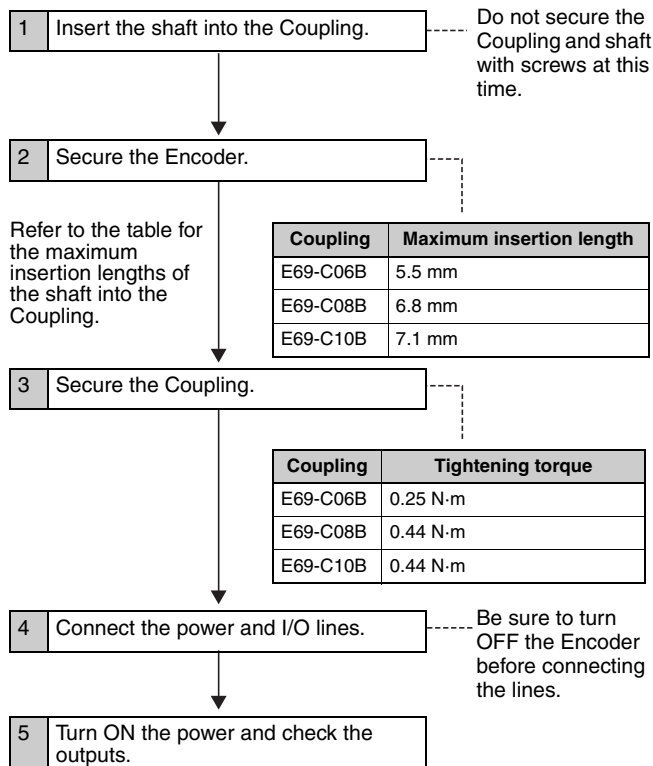 1 Insert the shaft into the Coupling.
Do not secure the
Coupling and shaft
with screws at this
time.
2 Secure the Encoder.
Refer to the table for
the maximum
insertion lengths of
the shaft into the
Coupling.
Coupling Maximum insertion length
E69-C06B 5.5 mm
E69-C08B 6.8 mm
E69-C10B 7.1 mm
3 Secure the Coupling.
Coupling Tightening torque
E69-C06B 0.25 N·m
E69-C08B 0.44 N·m
E69-C10B 0.44 N·m
4 Connect the power and I/O lines.
Be sure to turn
OFF the Encoder
before connecting
the lines.
5 Turn ON the power and check the
outputs.